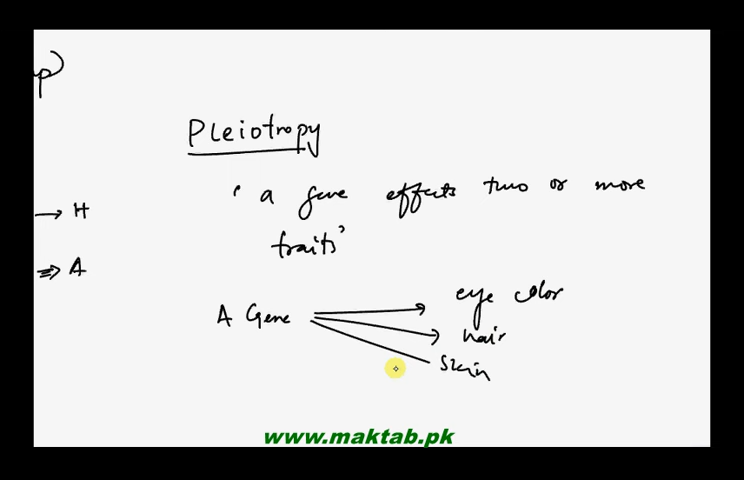 p)
Pleiotropy
' a gene effects two or more
traits'
→ H
⇒ A
A Gene
eye color
hair
Skin
www.maktab.pk